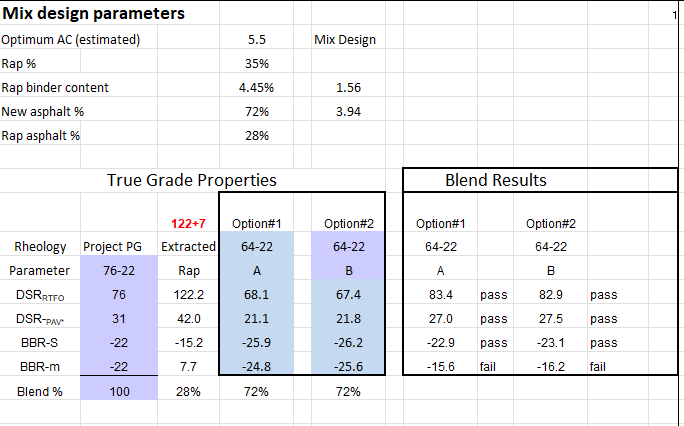 Mix design parameters 1
Optimum AC (estimated) 5.5 Mix Design
Rap % 35%
Rap binder content 4.45% 1.56
New asphalt % 72% 3.94
Rap asphalt % 28%
True Grade Properties Blend Results
122+7 Option#1 Option#2 Option#1 Option#2
Rheology Project PG Extracted 64-22 64-22 64-22 64-22
Parameter 76-22 Rap A B A B
DSRRTFO 76 122.2 68.1 67.4 83.4 pass 82.9 pass
DSR-PAV* 31 42.0 21.1 21.8 27.0 pass 27.5 pass
BBR-S -22 -15.2 -25.9 -26.2 -22.9 pass -23.1 pass
BBR-m -22 7.7 -24.8 -25.6 -15.6 fail -16.2 fail
Blend % 100 28% 72% 72%